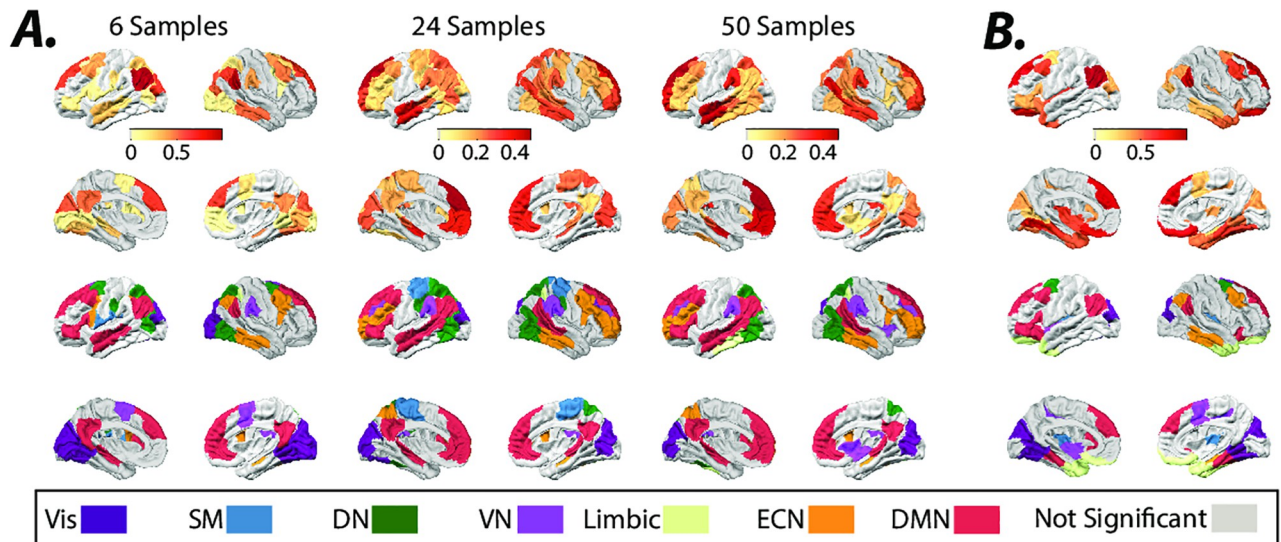 A. 6 Samples 24 Samples 50 Samples B.
0 0.5 0 0.2 0.4 0 0.2 0.4 0 0.5
Vis SM DN VN Limbic ECN DMN Not Significant